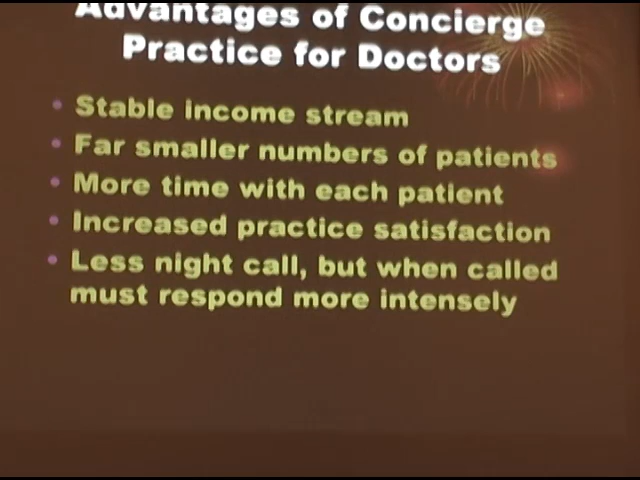 Advantages of Concierge
Practice for Doctors
Stable income stream
Far smaller numbers of patients
More time with each patient
Increased practice satisfaction
Less night call, but when called
must respond more intensely